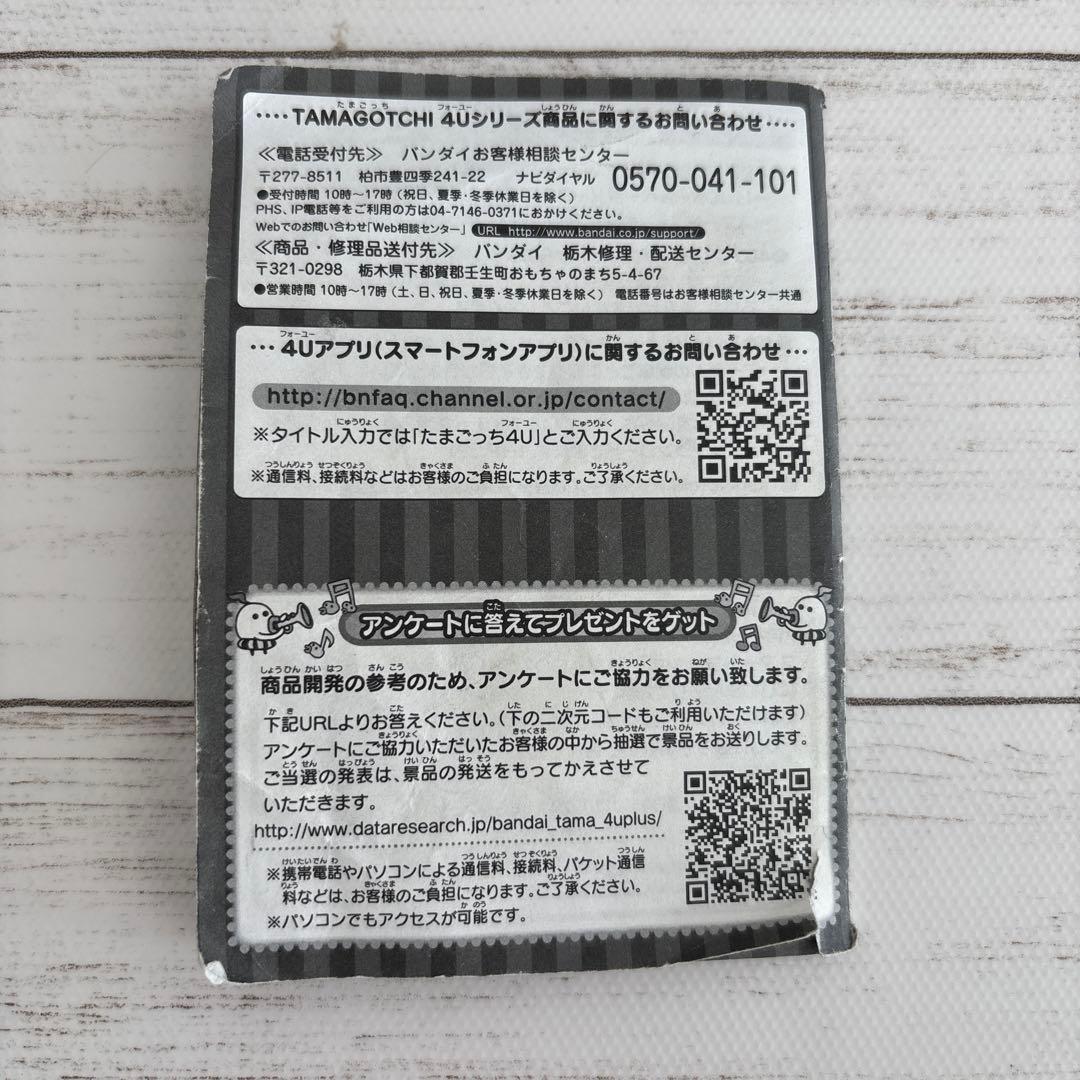 ····TAMAGOTCHI 4Uシリーズ商品に関するお問い合わせ····
≪電話受付先≫ バンダイお客様相談センター
〒277-8511 柏市豊四季241-22 ナビダイヤル 0570-041-101
●受付時間 10時〜17時(祝日、夏季・冬季休業日を除く)
PHS、IP電話等をご利用の方は04-7146-0371におかけください。
Webでのお問い合わせ「Web相談センター」 URL http://www.bandai.co.jp/support/
≪商品・修理品送付先≫ バンダイ 栃木修理・配送センター
〒321-0298 栃木県下都賀郡壬生町おもちゃのまち5-4-67
●営業時間 10時〜17時(土、日、祝日、夏季・冬季休業日を除く) 電話番号はお客様相談センター共通
···4Uアプリ(スマートフォンアプリ)に関するお問い合わせ···
http://bnfaq.channel.or.jp/contact/
※タイトル入力では「たまごっち4U」とご入力ください。
※通信料、接続料などはお客様のご負担になります。ご了承ください。
アンケートに答えてプレゼントをゲット
商品開発の参考のため、アンケートにご協力をお願い致します。
下記URLよりお答えください。(下の二次元コードもご利用いただけます)
アンケートにご協力いただいたお客様の中から抽選で景品をお送りします。
ご当選の発表は、景品の発送をもってかえさせて
いただきます。
http://www.dataresearch.jp/bandai_tama_4uplus/
※携帯電話やパソコンによる通信料、接続料、パケット通信
料などは、お客様のご負担になります。ご了承ください。
※パソコンでもアクセスが可能です。